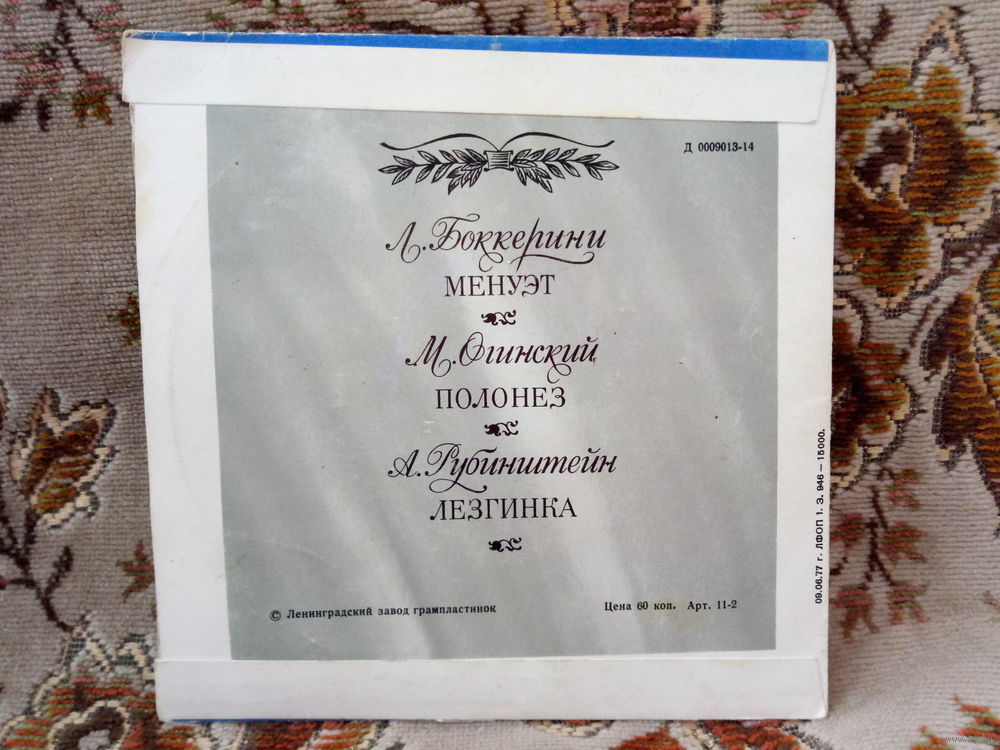 Д 0009013-14
Л. Боккерини
МЕНУЭТ
М. Огинский
ПОЛОНЕЗ
А. Рубинштейн
ЛЕЗГИНКА
© Ленинградский завод грампластинок
Цена 60 коп. Арт. 11-2
09.06.77 г. ЛФОП 1. З. 946 — 15000.